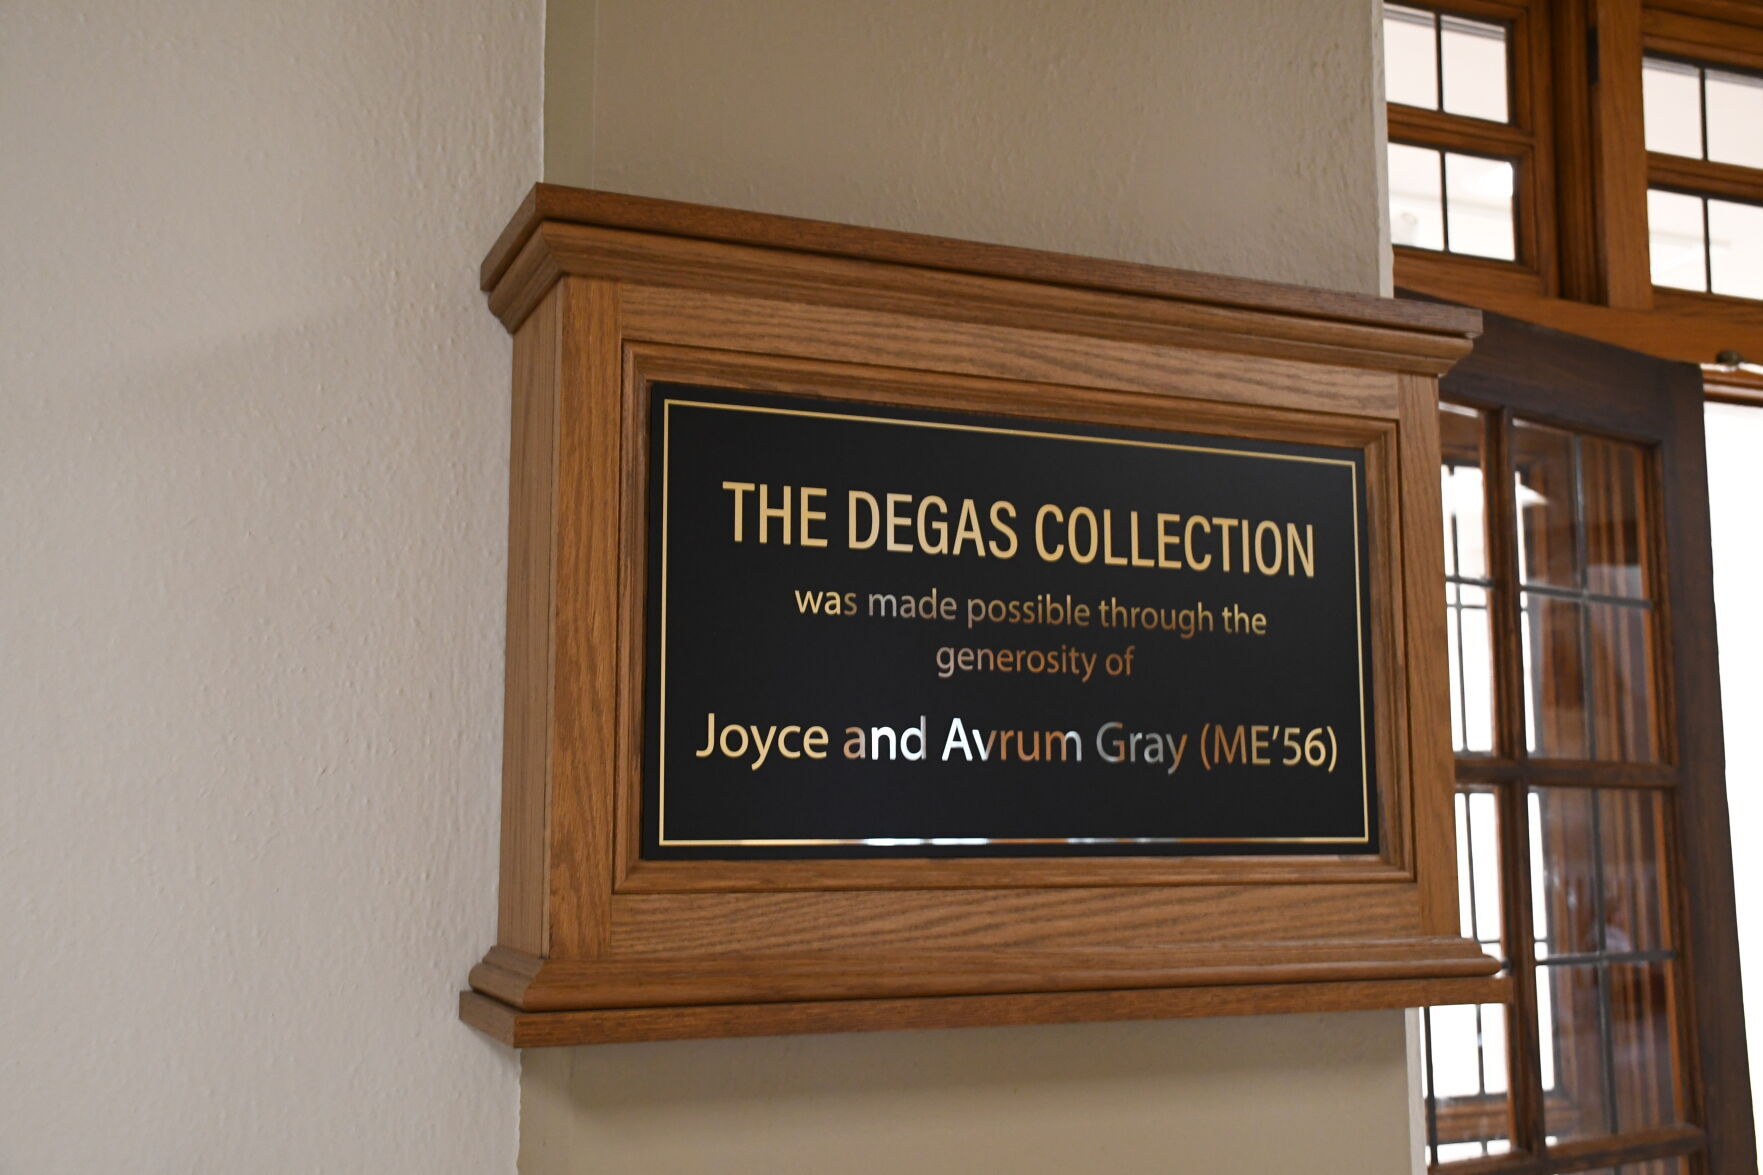 THE DEGAS COLLECTION
was made possible through the
generosity of
Joyce and Avrum Gray (ME’56)